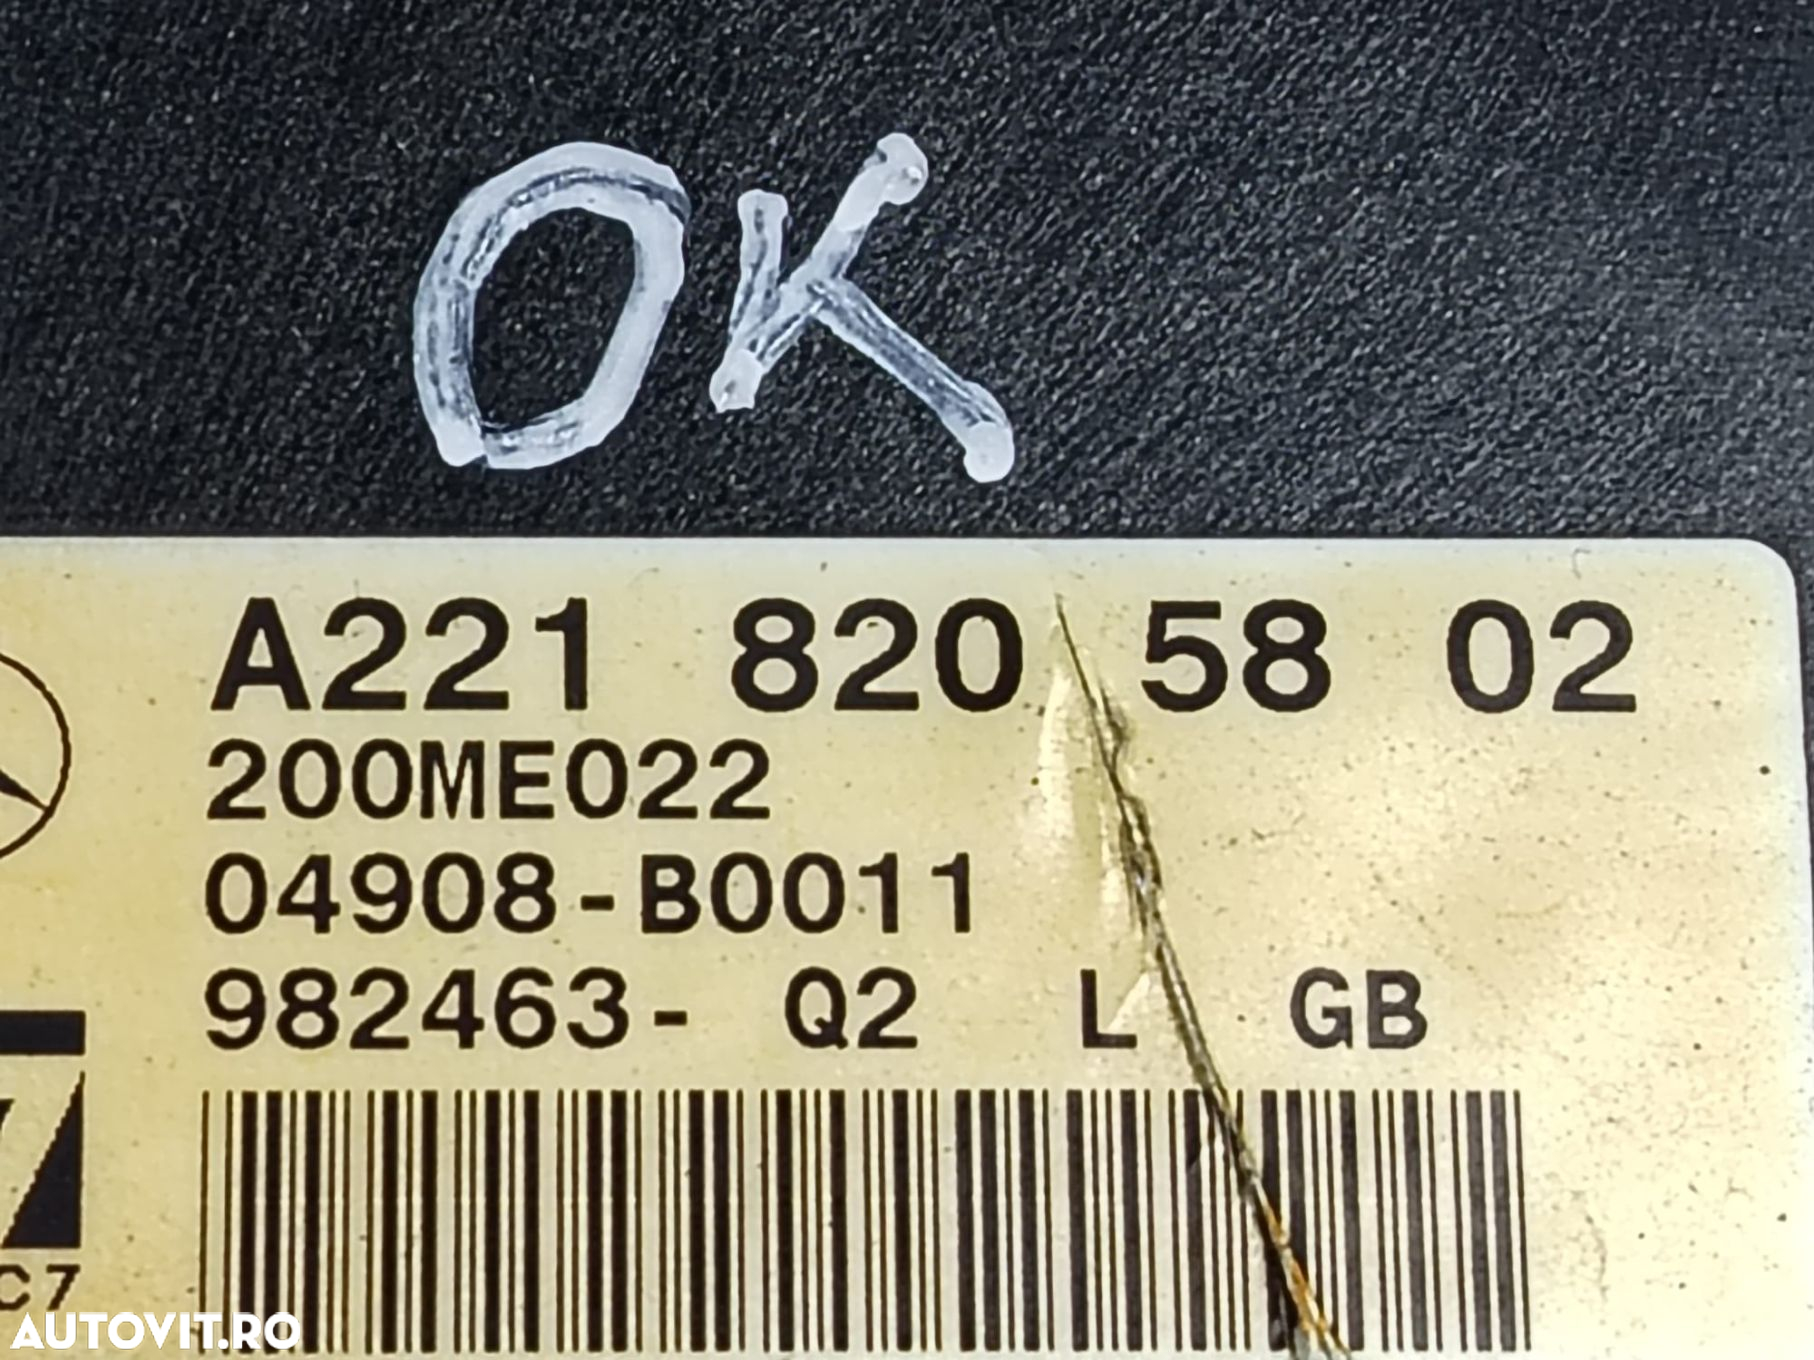 OK
A221 820 58 02
200ME022
04908-B0011
982463- Q2 L GB
C7
AUTOVIT.RO